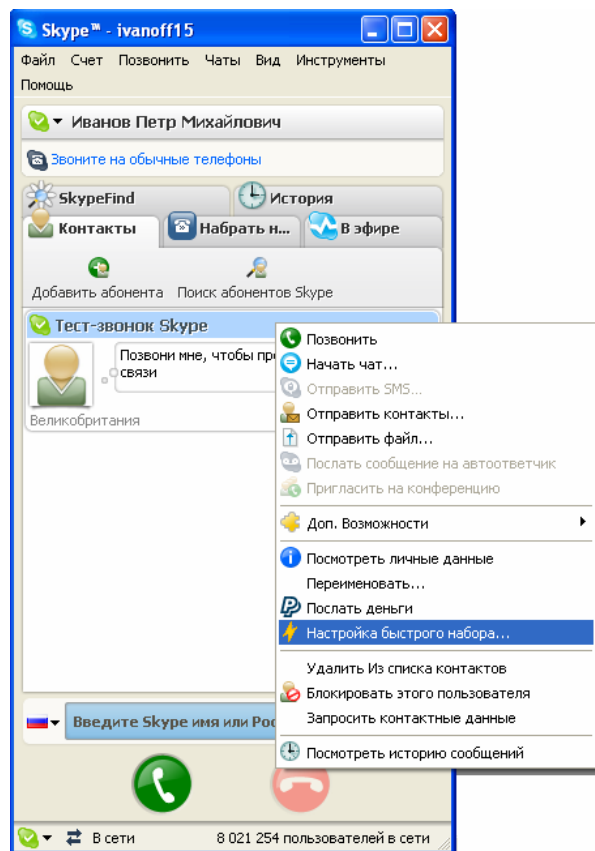 Skype™ - ivanoff15
Файл Счет Позвонить Чаты Вид Инструменты
Помощь
Иванов Петр Михайлович
Звоните на обычные телефоны
SkypeFind История
Контакты Набрать н... В эфире
Добавить абонента Поиск абонентов Skype
Тест-звонок Skype
Позвони мне, чтобы
связи
Великобритания
Позвонить
Начать чат...
Отправить SMS...
Отправить контакты...
Отправить файл...
Послать сообщение на автоответчик
Пригласить на конференцию
Доп. Возможности
Посмотреть личные данные
Переименовать...
Послать деньги
Настройка быстрого набора...
Удалить Из списка контактов
Блокировать этого пользователя
Запросить контактные данные
Посмотреть историю сообщений
Введите Skype имя или
В сети 8 021 254 пользователей в сети